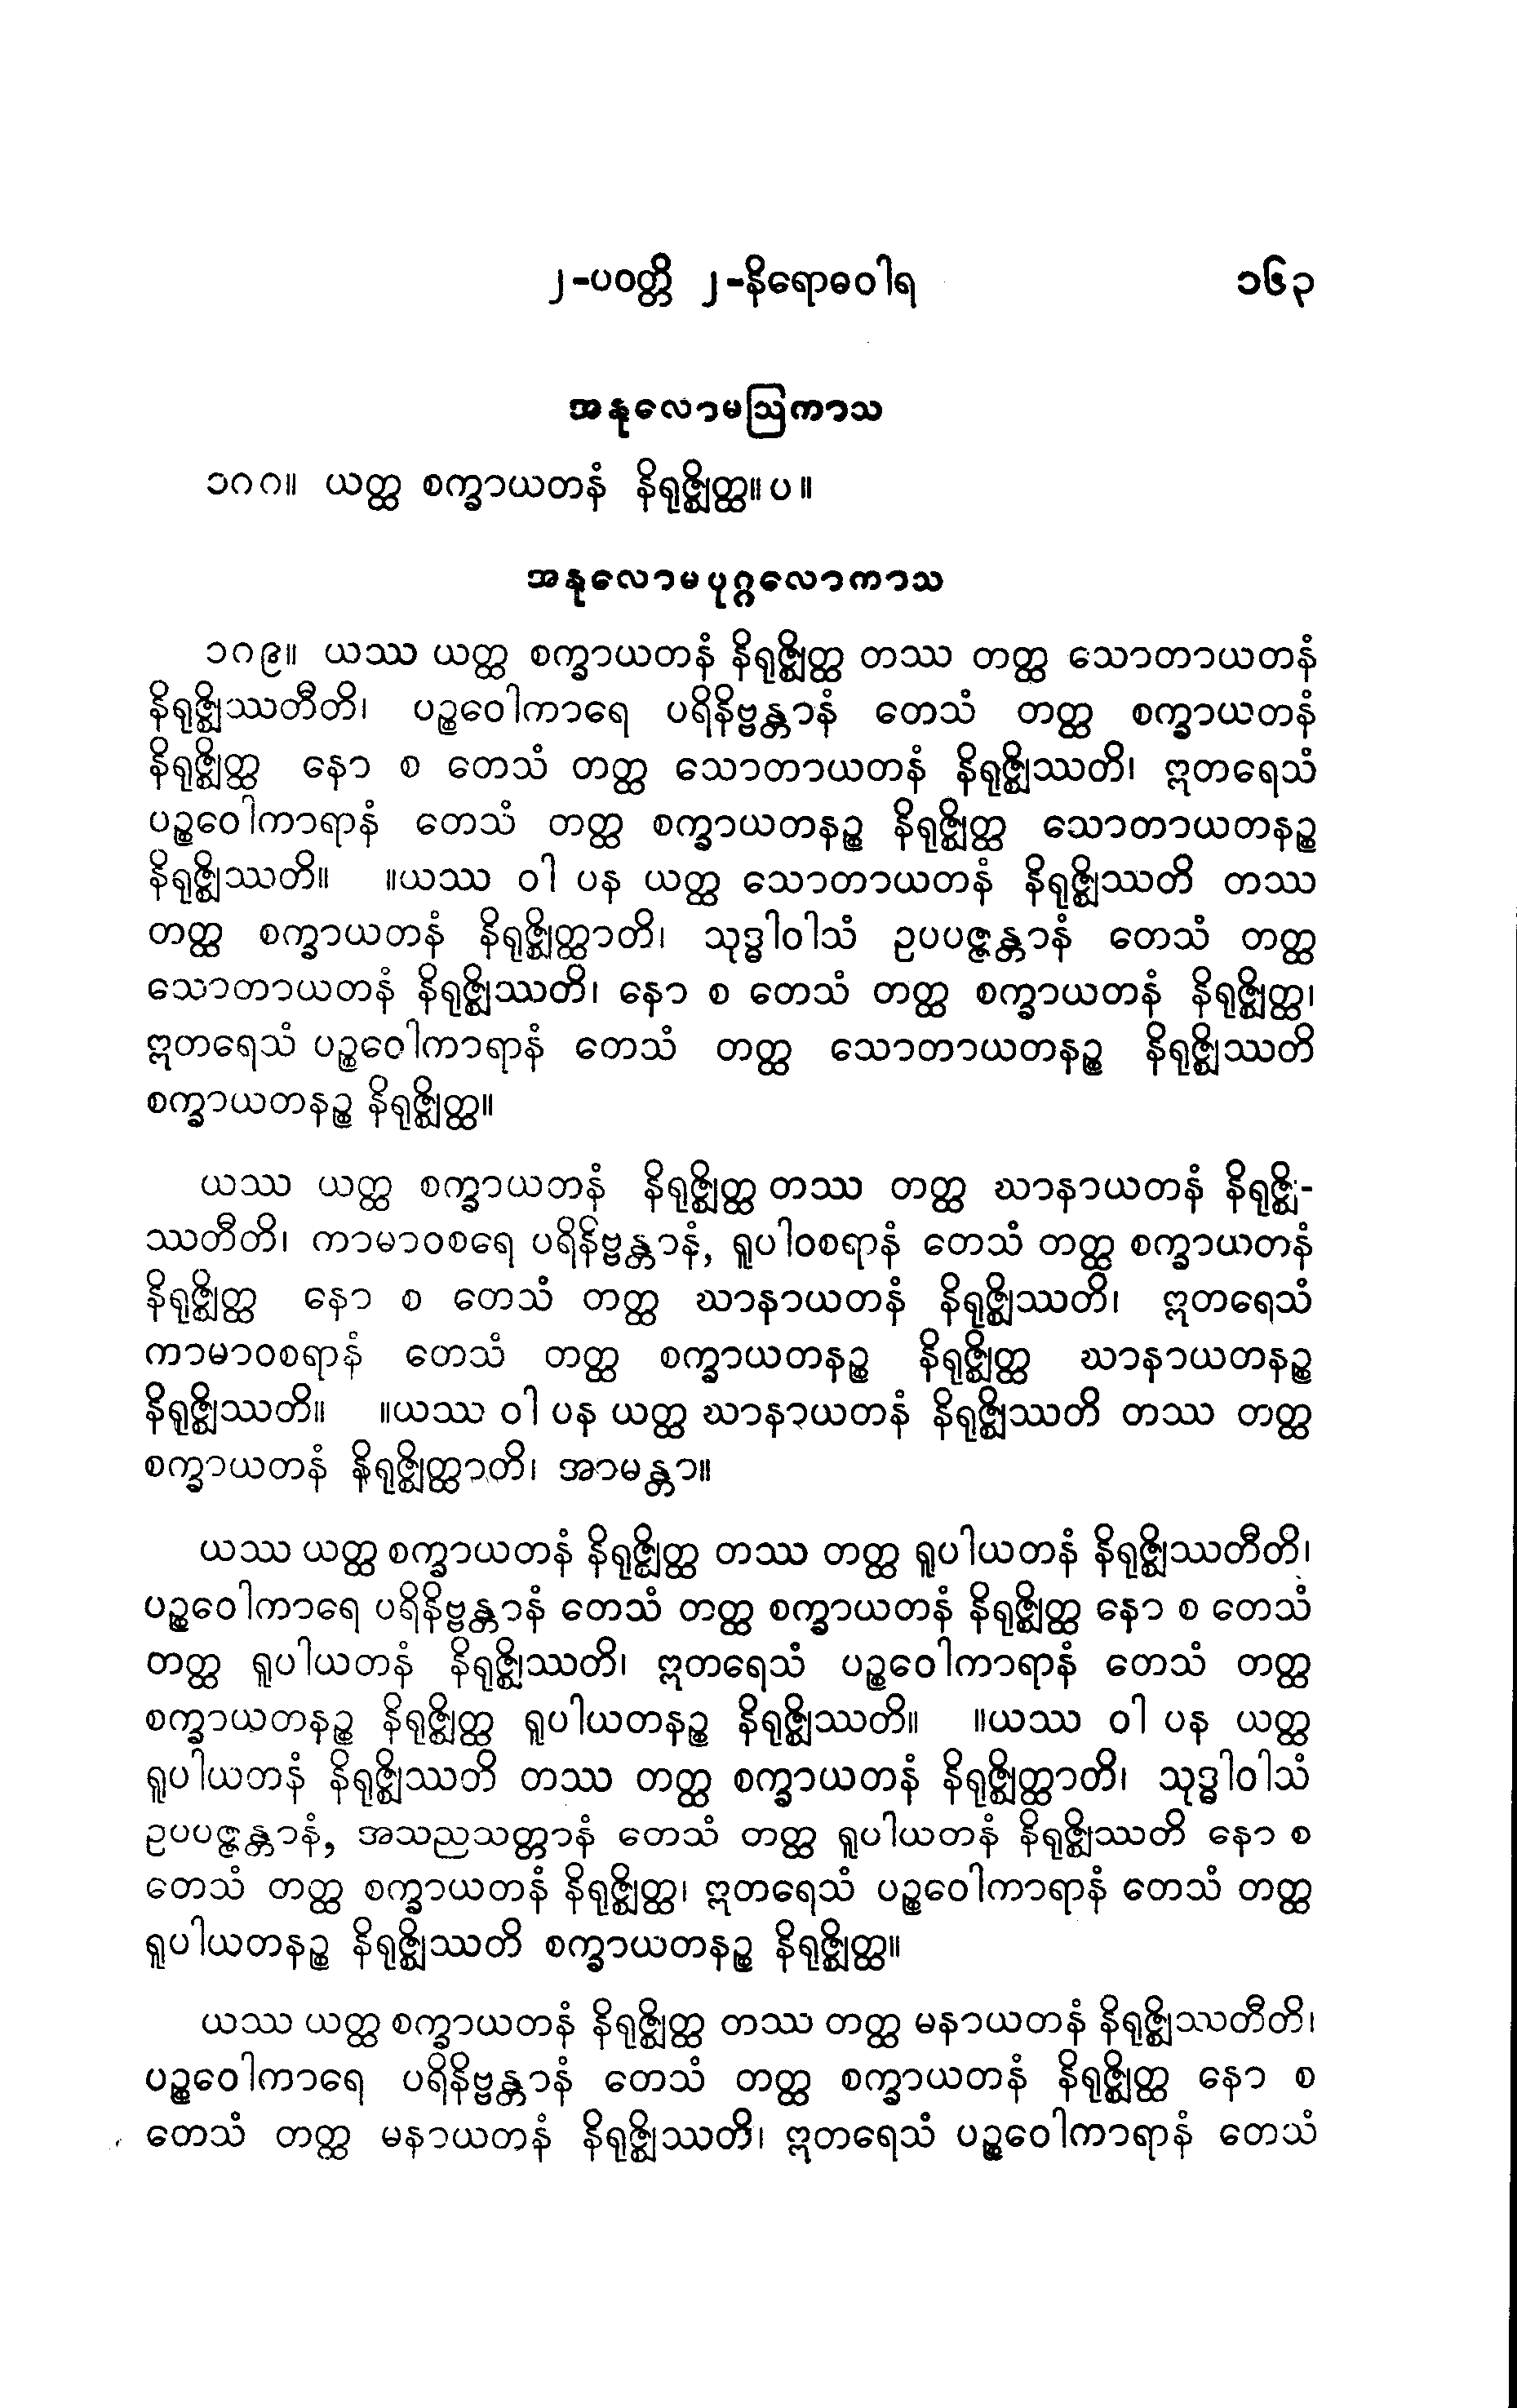 ၂-ပဝတ္တိ ၂-နိရောဓဝါရ ၁၆၃
အနုလောမဩကာသ
၁၈၈။ ယတ္ထ စက္ခာယတနံ နိရုဇ္ဈိတ္ထ။ပ။
အနုလောမပုဂ္ဂလောကာသ
၁၈၉။ ယဿ ယတ္ထ စက္ခာယတနံ နိရုဇ္ဈိတ္ထ တဿ တတ္ထ သောတာယတနံ
နိရုဇ္ဈိဿတီတိ၊ ပဉ္စဝေါကာရေ ပရိနိဗ္ဗန္တာနံ တေသံ တတ္ထ စက္ခာယတနံ
နိရုဇ္ဈိတ္ထ နော စ တေသံ တတ္ထ သောတာယတနံ နိရုဇ္ဈိဿတိ၊ ဣတရေသံ
ပဉ္စဝေါကာရာနံ တေသံ တတ္ထ စက္ခာယတနဉ္စ နိရုဇ္ဈိတ္ထ သောတာယတနဉ္စ
နိရုဇ္ဈိဿတိ။ ။ယဿ ဝါ ပန ယတ္ထ သောတာယတနံ နိရုဇ္ဈိဿတိ တဿ
တတ္ထ စက္ခာယတနံ နိရုဇ္ဈိတ္ထာတိ၊ သုဒ္ဓါဝါသံ ဥပပဇ္ဇန္တာနံ တေသံ တတ္ထ
သောတာယတနံ နိရုဇ္ဈိဿတိ၊ နော စ တေသံ တတ္ထ စက္ခာယတနံ နိရုဇ္ဈိတ္ထ၊
ဣတရေသံ ပဉ္စဝေါကာရာနံ တေသံ တတ္ထ သောတာယတနဉ္စ နိရုဇ္ဈိဿတိ
စက္ခာယတနဉ္စ နိရုဇ္ဈိတ္ထ။
ယဿ ယတ္ထ စက္ခာယတနံ နိရုဇ္ဈိတ္ထ တဿ တတ္ထ ဃာနာယတနံ နိရုဇ္ဈိ-
ဿတီတိ၊ ကာမာဝစရေ ပရိနိဗ္ဗန္တာနံ, ရူပါဝစရာနံ တေသံ တတ္ထ စက္ခာယတနံ
နိရုဇ္ဈိတ္ထ နော စ တေသံ တတ္ထ ဃာနာယတနံ နိရုဇ္ဈိဿတိ၊ ဣတရေသံ
ကာမာဝစရာနံ တေသံ တတ္ထ စက္ခာယတနဉ္စ နိရုဇ္ဈိတ္ထ ဃာနာယတနဉ္စ
နိရုဇ္ဈိဿတိ။ ။ယဿ ဝါ ပန ယတ္ထ ဃာနာယတနံ နိရုဇ္ဈိဿတိ တဿ တတ္ထ
စက္ခာယတနံ နိရုဇ္ဈိတ္ထာတိ၊ အာမန္တာ။
ယဿ ယတ္ထ စက္ခာယတနံ နိရုဇ္ဈိတ္ထ တဿ တတ္ထ ရူပါယတနံ နိရုဇ္ဈိဿတီတိ၊
ပဉ္စဝေါကာရေ ပရိနိဗ္ဗန္တာနံ တေသံ တတ္ထ စက္ခာယတနံ နိရုဇ္ဈိတ္ထ နော စ တေသံ
တတ္ထ ရူပါယတနံ နိရုဇ္ဈိဿတိ၊ ဣတရေသံ ပဉ္စဝေါကာရာနံ တေသံ တတ္ထ
စက္ခာယတနဉ္စ နိရုဇ္ဈိတ္ထ ရူပါယတနဉ္စ နိရုဇ္ဈိဿတိ။ ။ယဿ ဝါ ပန ယတ္ထ
ရူပါယတနံ နိရုဇ္ဈိဿတိ တဿ တတ္ထ စက္ခာယတနံ နိရုဇ္ဈိတ္ထာတိ၊ သုဒ္ဓါဝါသံ
ဥပပဇ္ဇန္တာနံ, အသညသတ္တာနံ တေသံ တတ္ထ ရူပါယတနံ နိရုဇ္ဈိဿတိ နော စ
တေသံ တတ္ထ စက္ခာယတနံ နိရုဇ္ဈိတ္ထ၊ ဣတရေသံ ပဉ္စဝေါကာရာနံ တေသံ တတ္ထ
ရူပါယတနဉ္စ နိရုဇ္ဈိဿတိ စက္ခာယတနဉ္စ နိရုဇ္ဈိတ္ထ။
ယဿ ယတ္ထ စက္ခာယတနံ နိရုဇ္ဈိတ္ထ တဿ တတ္ထ မနာယတနံ နိရုဇ္ဈိဿတီတိ၊
ပဉ္စဝေါကာရေ ပရိနိဗ္ဗန္တာနံ တေသံ တတ္ထ စက္ခာယတနံ နိရုဇ္ဈိတ္ထ နော စ
တေသံ တတ္ထ မနာယတနံ နိရုဇ္ဈိဿတိ၊ ဣတရေသံ ပဉ္စဝေါကာရာနံ တေသံ